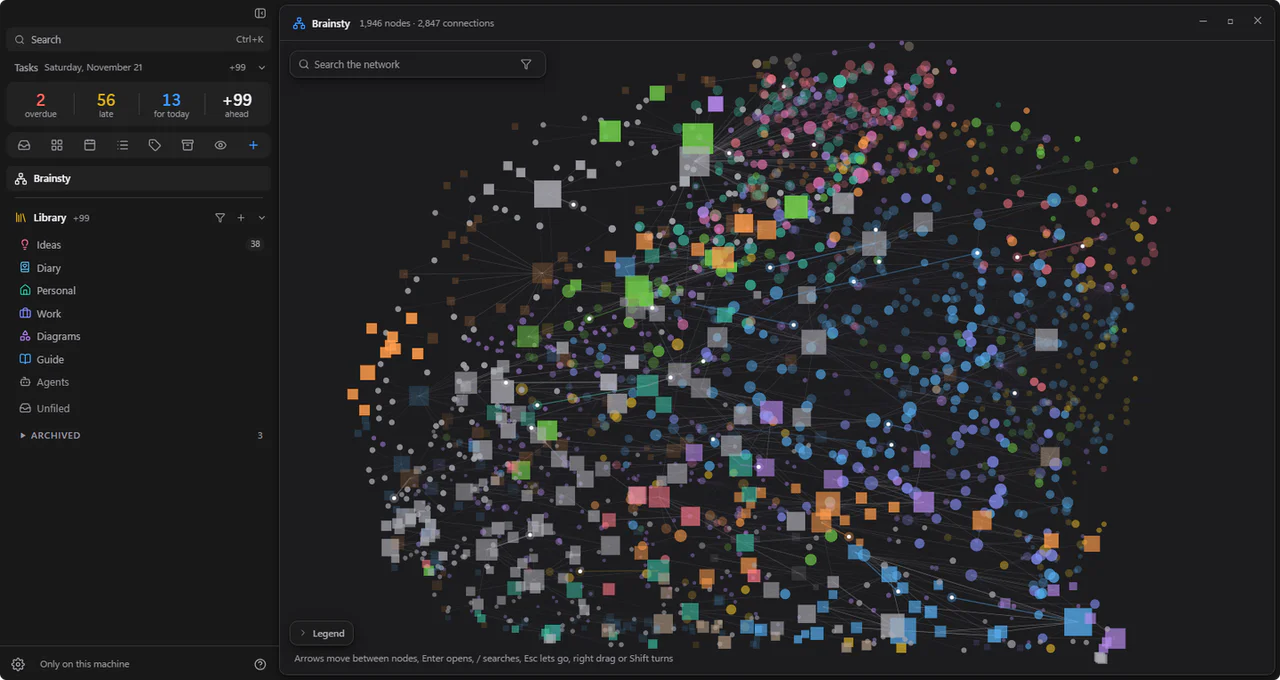 Search Ctrl+K
Tasks Saturday, November 21 +99
2 56 13 +99
overdue late for today ahead
Brainsty
Library +99
Ideas 38
Diary
Personal
Work
Diagrams
Guide
Agents
Unfiled
ARCHIVED 3
Only on this machine
Brainsty 1,946 nodes · 2,847 connections
Search the network
Legend
Arrows move between nodes, Enter opens, / searches, Esc lets go, right drag or Shift turns